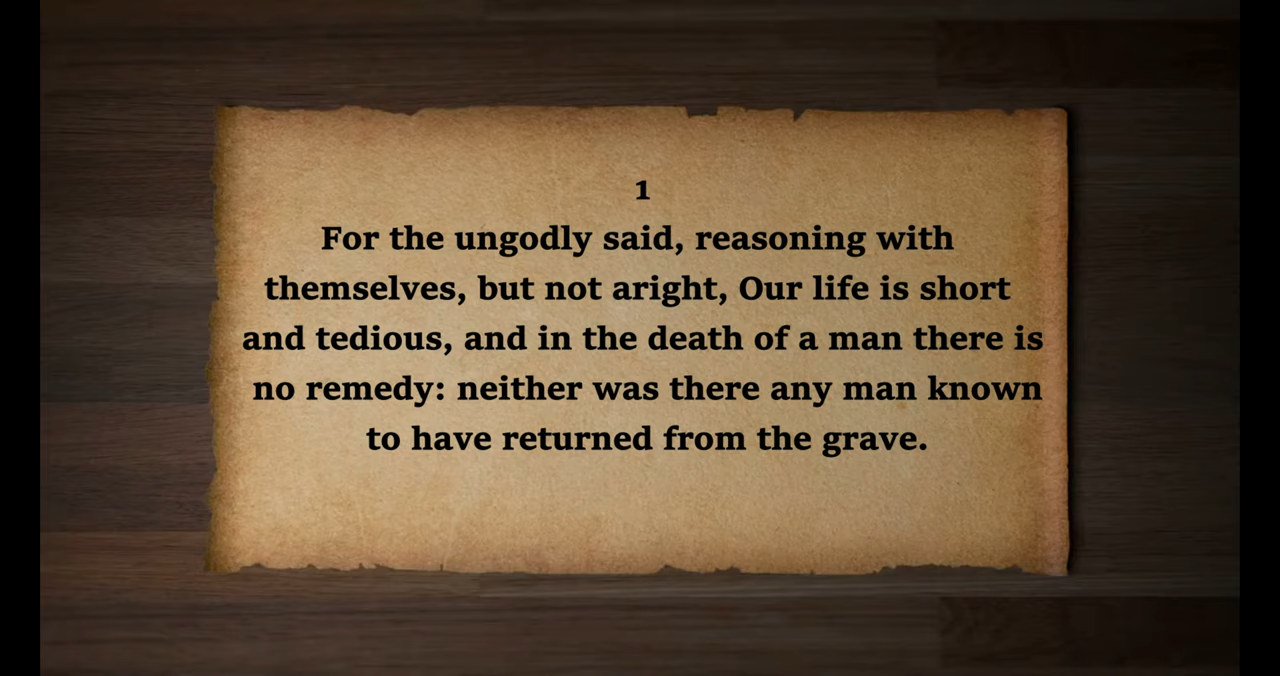 1
For the ungodly said, reasoning with
themselves, but not aright, Our life is short
and tedious, and in the death of a man there is
no remedy: neither was there any man known
to have returned from the grave.